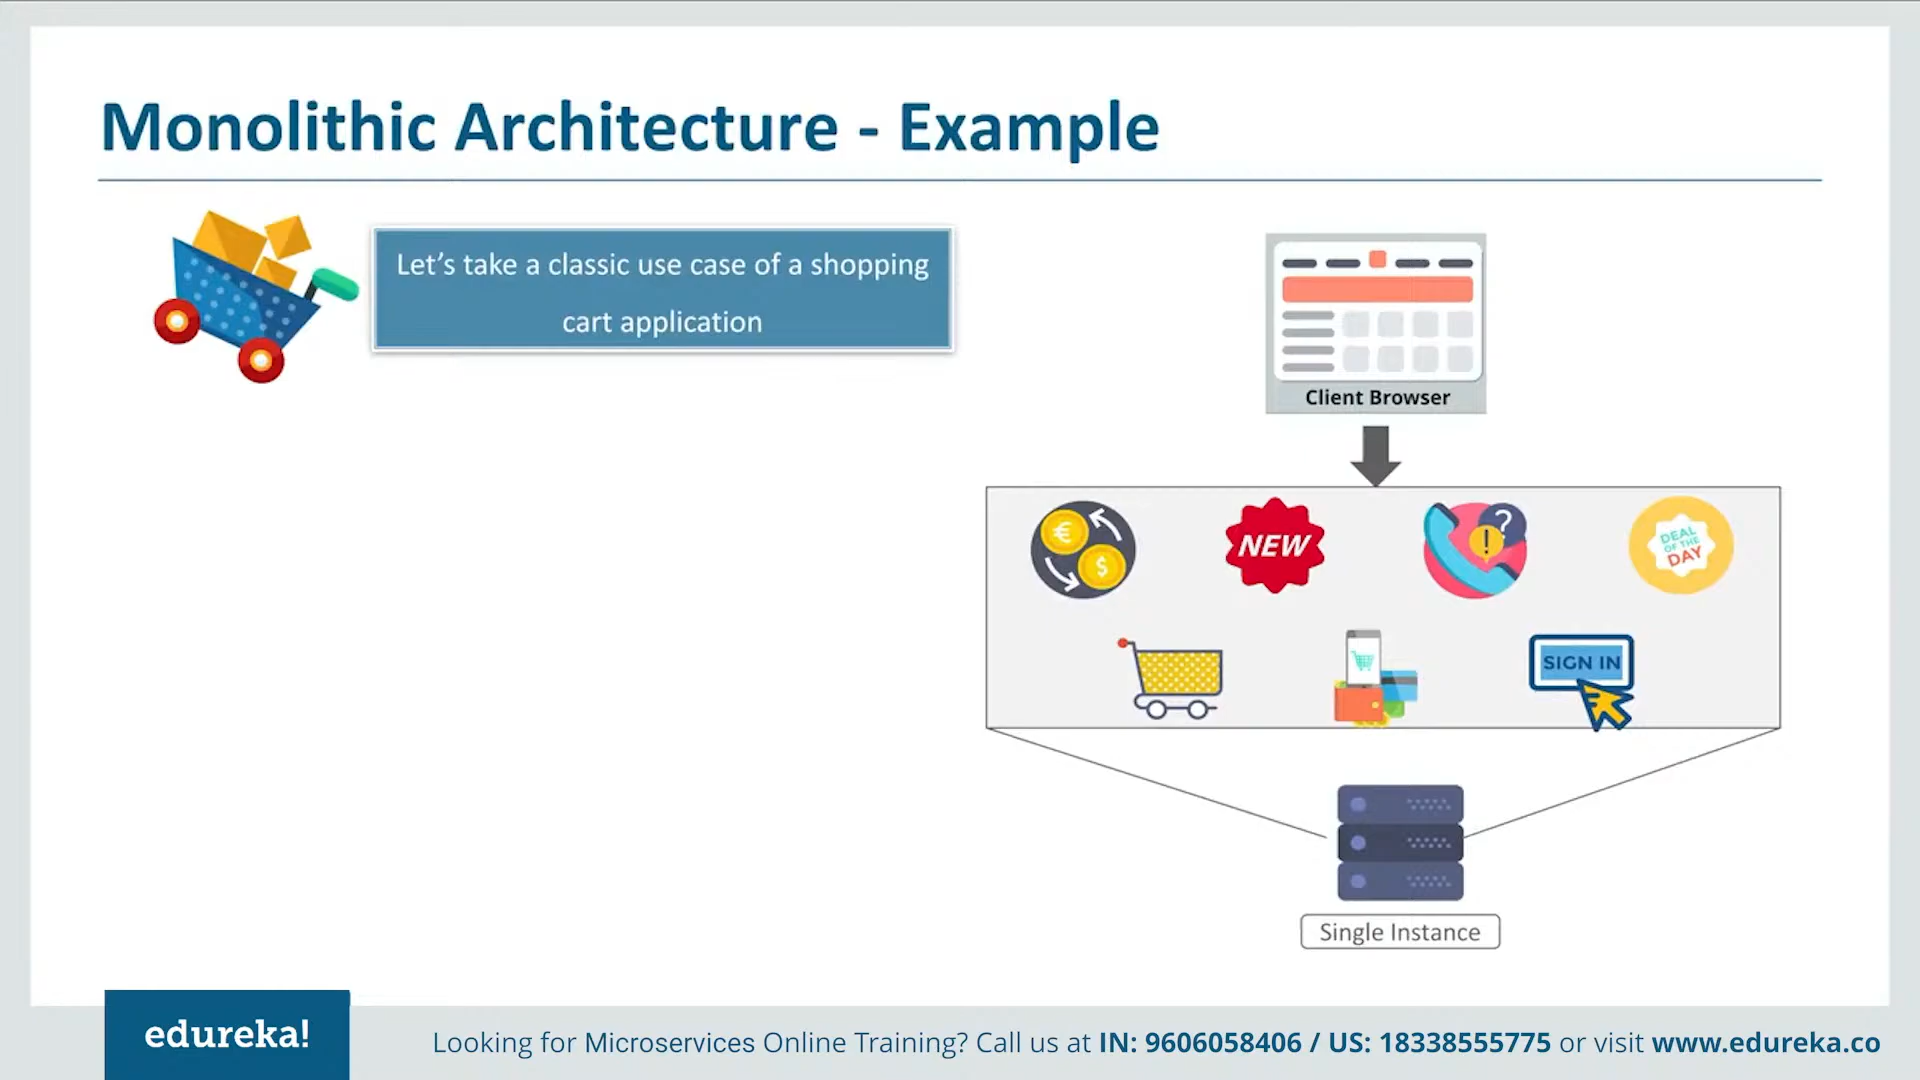 Monolithic Architecture - Example
Let’s take a classic use case of a shopping
cart application
Client Browser
€
$
NEW
?
!
DEAL
OF THE
DAY
SIGN IN
Single Instance
edureka!
Looking for Microservices Online Training? Call us at IN: 9606058406 / US: 18338555775 or visit www.edureka.co